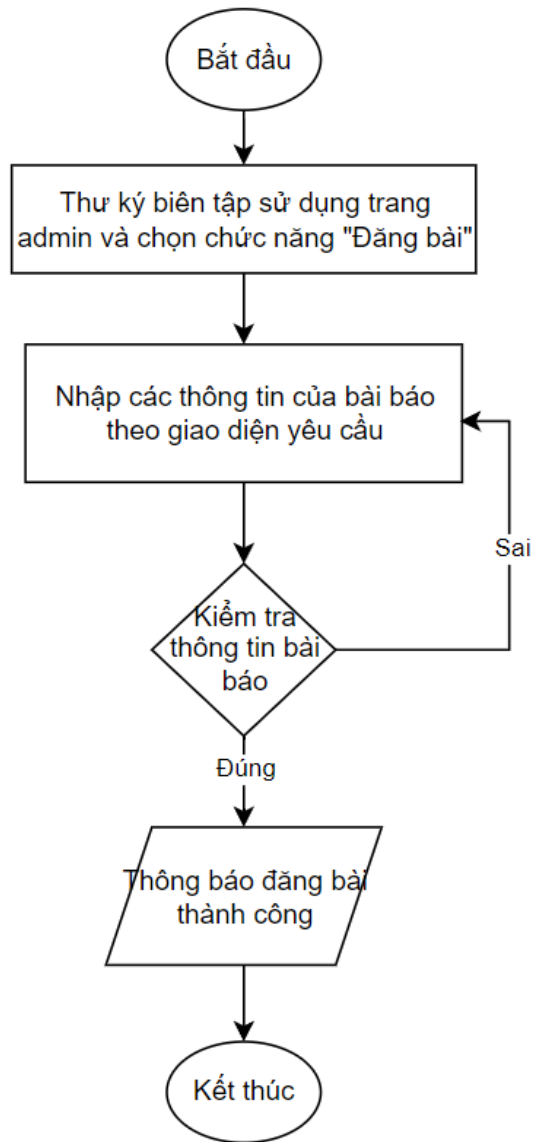 Bắt đầu
Thư ký biên tập sử dụng trang
admin và chọn chức năng "Đăng bài"
Nhập các thông tin của bài báo
theo giao diện yêu cầu
Sai
Kiểm tra
thông tin bài
báo
Đúng
Thông báo đăng bài
thành công
Kết thúc